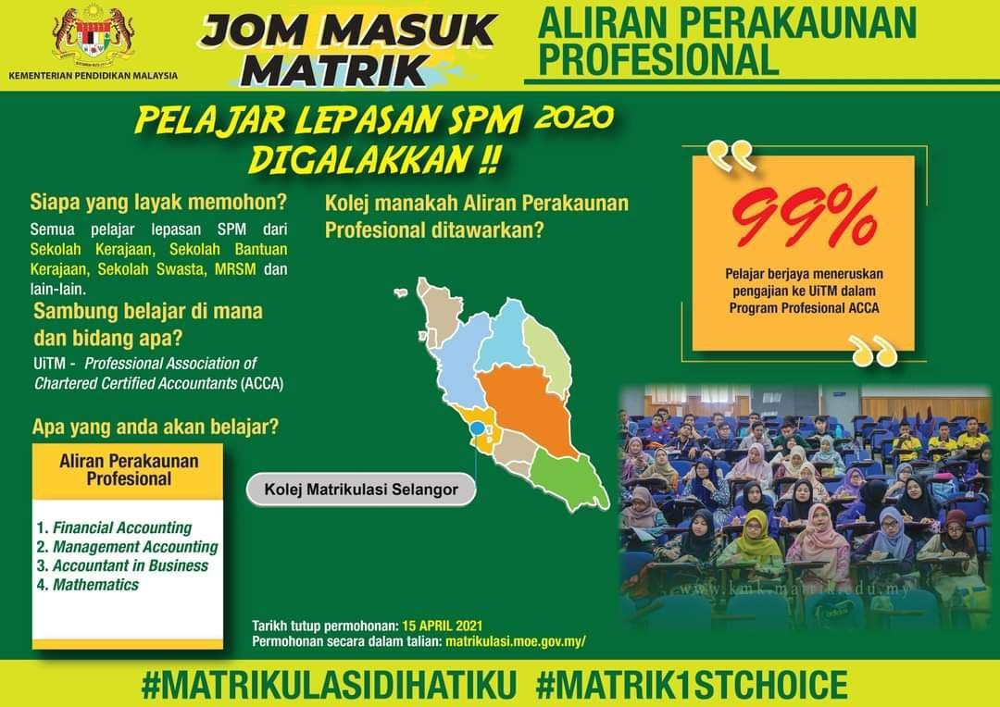 KEMENTERIAN PENDIDIKAN MALAYSIA
JOM MASUK
MATRIK
ALIRAN PERAKAUNAN
PROFESIONAL
PELAJAR LEPASAN SPM 2020
DIGALAKKAN !!
Siapa yang layak memohon?
Semua pelajar lepasan SPM dari
Sekolah Kerajaan, Sekolah Bantuan
Kerajaan, Sekolah Swasta, MRSM dan
lain-lain.
Sambung belajar di mana
dan bidang apa?
UiTM - Professional Association of
Chartered Certified Accountants (ACCA)
Apa yang anda akan belajar?
Aliran Perakaunan
Profesional
1. Financial Accounting
2. Management Accounting
3. Accountant in Business
4. Mathematics
Kolej manakah Aliran Perakaunan
Profesional ditawarkan?
Kolej Matrikulasi Selangor
Tarikh tutup permohonan: 15 APRIL 2021
Permohonan secara dalam talian: matrikulasi.moe.gov.my/
“
99%
Pelajar berjaya meneruskan
pengajian ke UiTM dalam
Program Profesional ACCA
”
www.kmk.matrik.edu.my
adidas
#MATRIKULASIDIHATIKU #MATRIK1STCHOICE